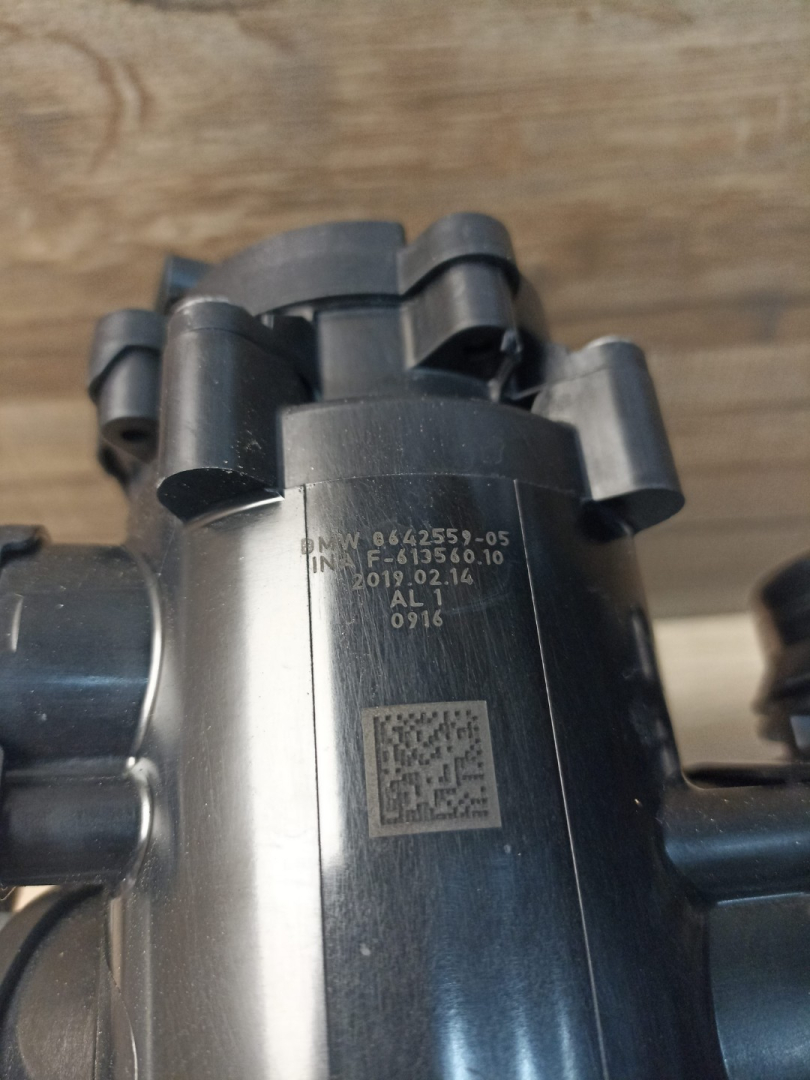 BMW 8642559-05
INA F-613560.10
2019.02.14
AL 1
0916